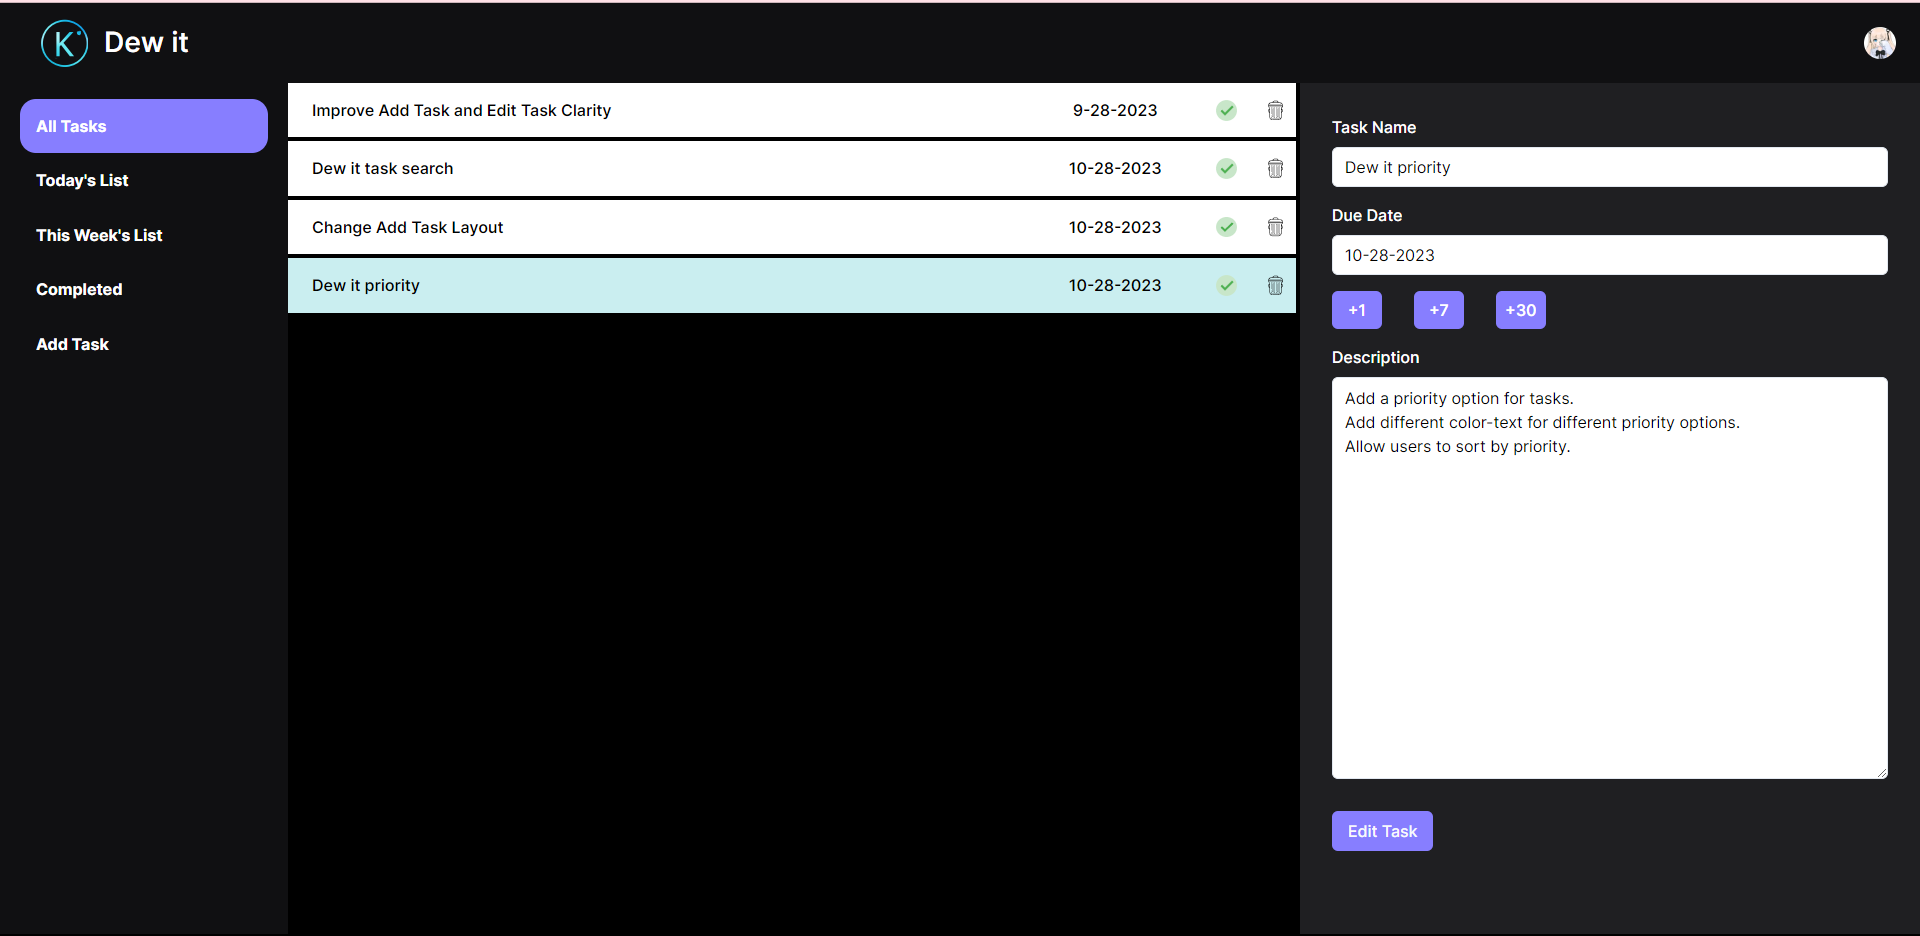 K Dew it
All Tasks
Today's List
This Week's List
Completed
Add Task
Improve Add Task and Edit Task Clarity 9-28-2023
Dew it task search 10-28-2023
Change Add Task Layout 10-28-2023
Dew it priority 10-28-2023
Task Name
Dew it priority
Due Date
10-28-2023
+1 +7 +30
Description
Add a priority option for tasks.
Add different color-text for different priority options.
Allow users to sort by priority.
Edit Task